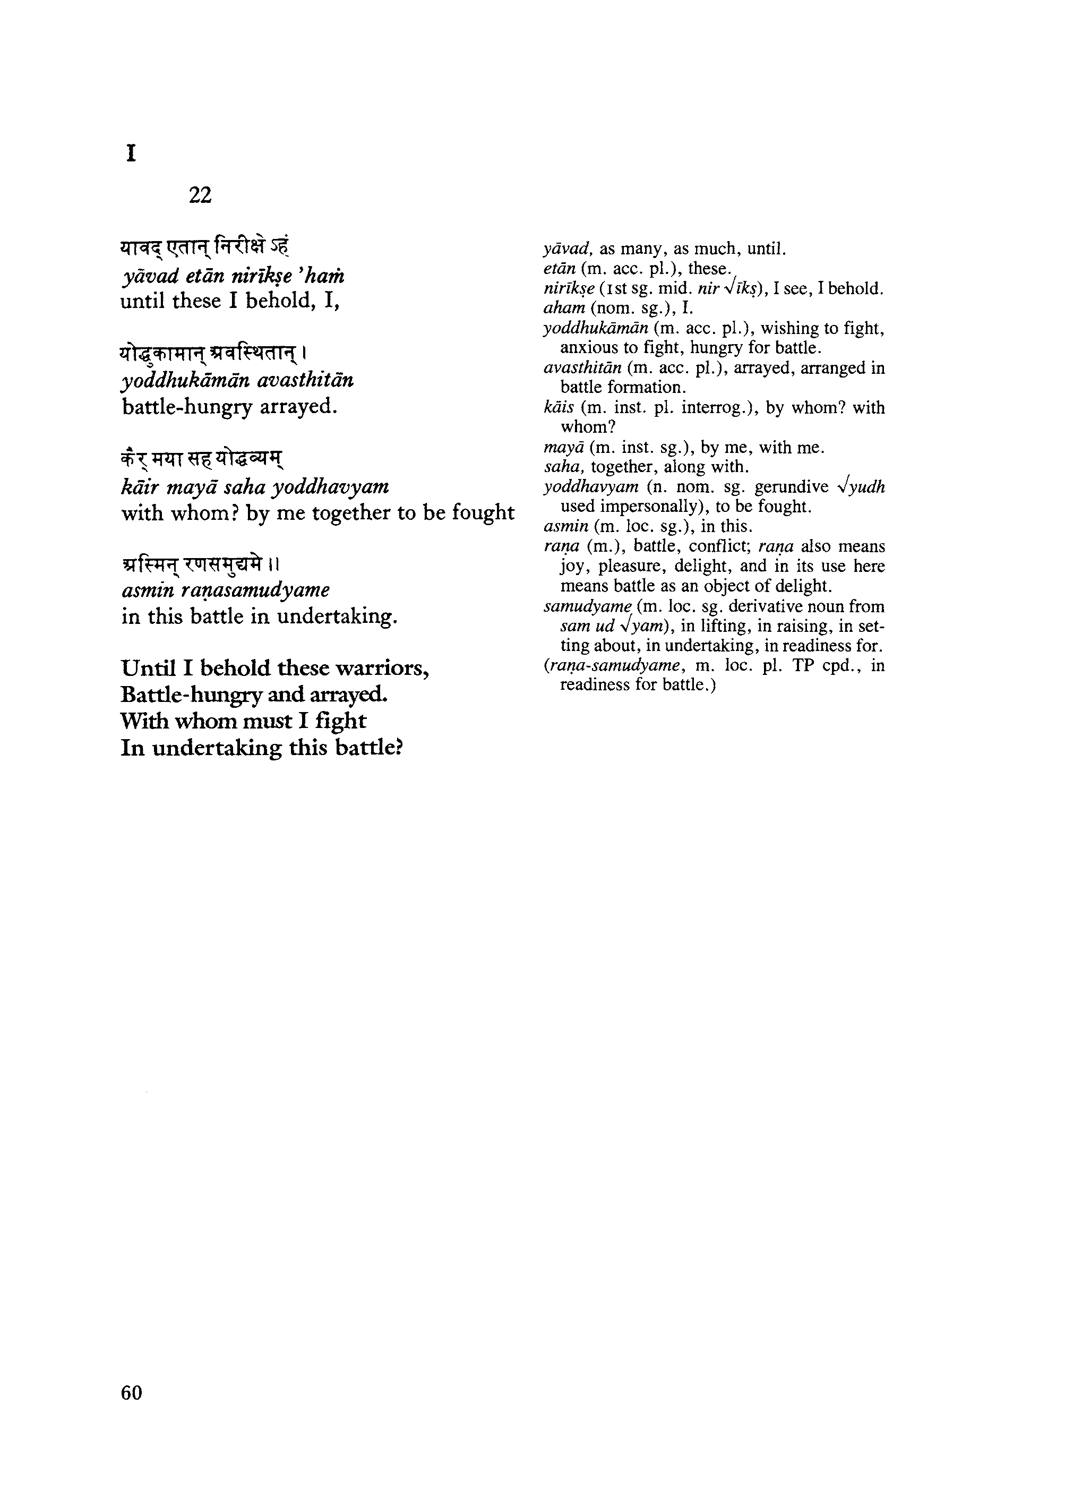 I
22
यावद् एतान् निरीक्षे ऽहं
yāvad etān nirīkṣe 'haṁ
until these I behold, I,
योद्धुकामान् अवस्थितान् ।
yoddhukāmān avasthitān
battle-hungry arrayed.
कैर् मया सह योद्धव्यम्
kāir mayā saha yoddhavyam
with whom? by me together to be fought
अस्मिन् रणसमुद्यमे ॥
asmin raṇasamudyame
in this battle in undertaking.
Until I behold these warriors,
Battle-hungry and arrayed.
With whom must I fight
In undertaking this battle?
yāvad, as many, as much, until.
etān (m. acc. pl.), these.
nirīkṣe (1st sg. mid. nir √īkṣ), I see, I behold.
aham (nom. sg.), I.
yoddhukāmān (m. acc. pl.), wishing to fight,
anxious to fight, hungry for battle.
avasthitān (m. acc. pl.), arrayed, arranged in
battle formation.
kāis (m. inst. pl. interrog.), by whom? with
whom?
mayā (m. inst. sg.), by me, with me.
saha, together, along with.
yoddhavyam (n. nom. sg. gerundive √yudh
used impersonally), to be fought.
asmin (m. loc. sg.), in this.
raṇa (m.), battle, conflict; raṇa also means
joy, pleasure, delight, and in its use here
means battle as an object of delight.
samudyame (m. loc. sg. derivative noun from
sam ud √yam), in lifting, in raising, in set-
ting about, in undertaking, in readiness for.
(raṇa-samudyame, m. loc. pl. TP cpd., in
readiness for battle.)
60